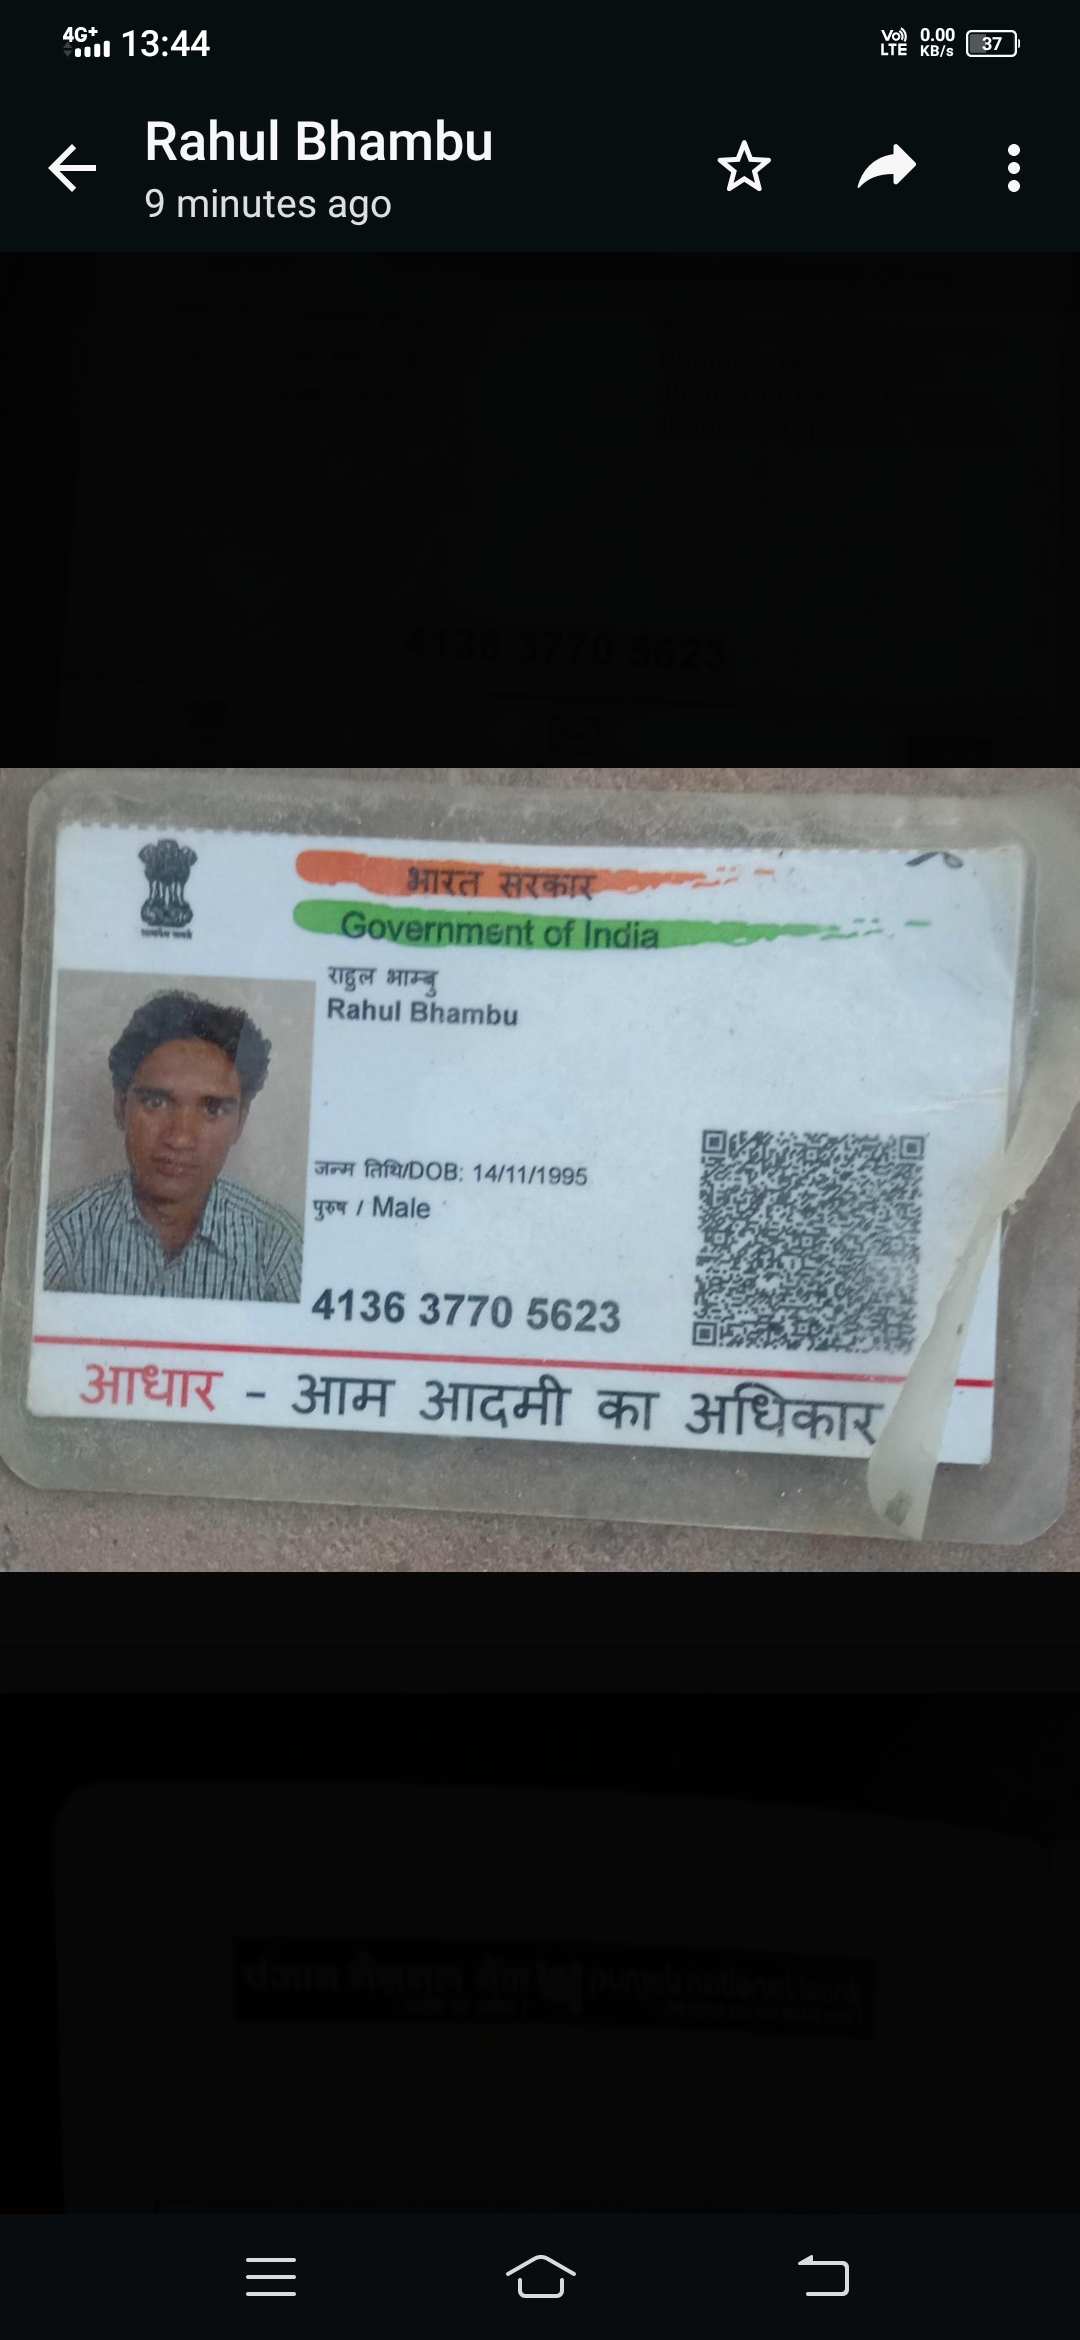 4G+ 13:44 Vo) LTE 0.00 KB/s 37
Rahul Bhambu
9 minutes ago
4136 3770 5623
भारत सरकार
Government of India
राहुल भाम्बु
Rahul Bhambu
जन्म तिथि/DOB: 14/11/1995
पुरुष / Male
4136 3770 5623
आधार - आम आदमी का अधिकार
punjab national bank